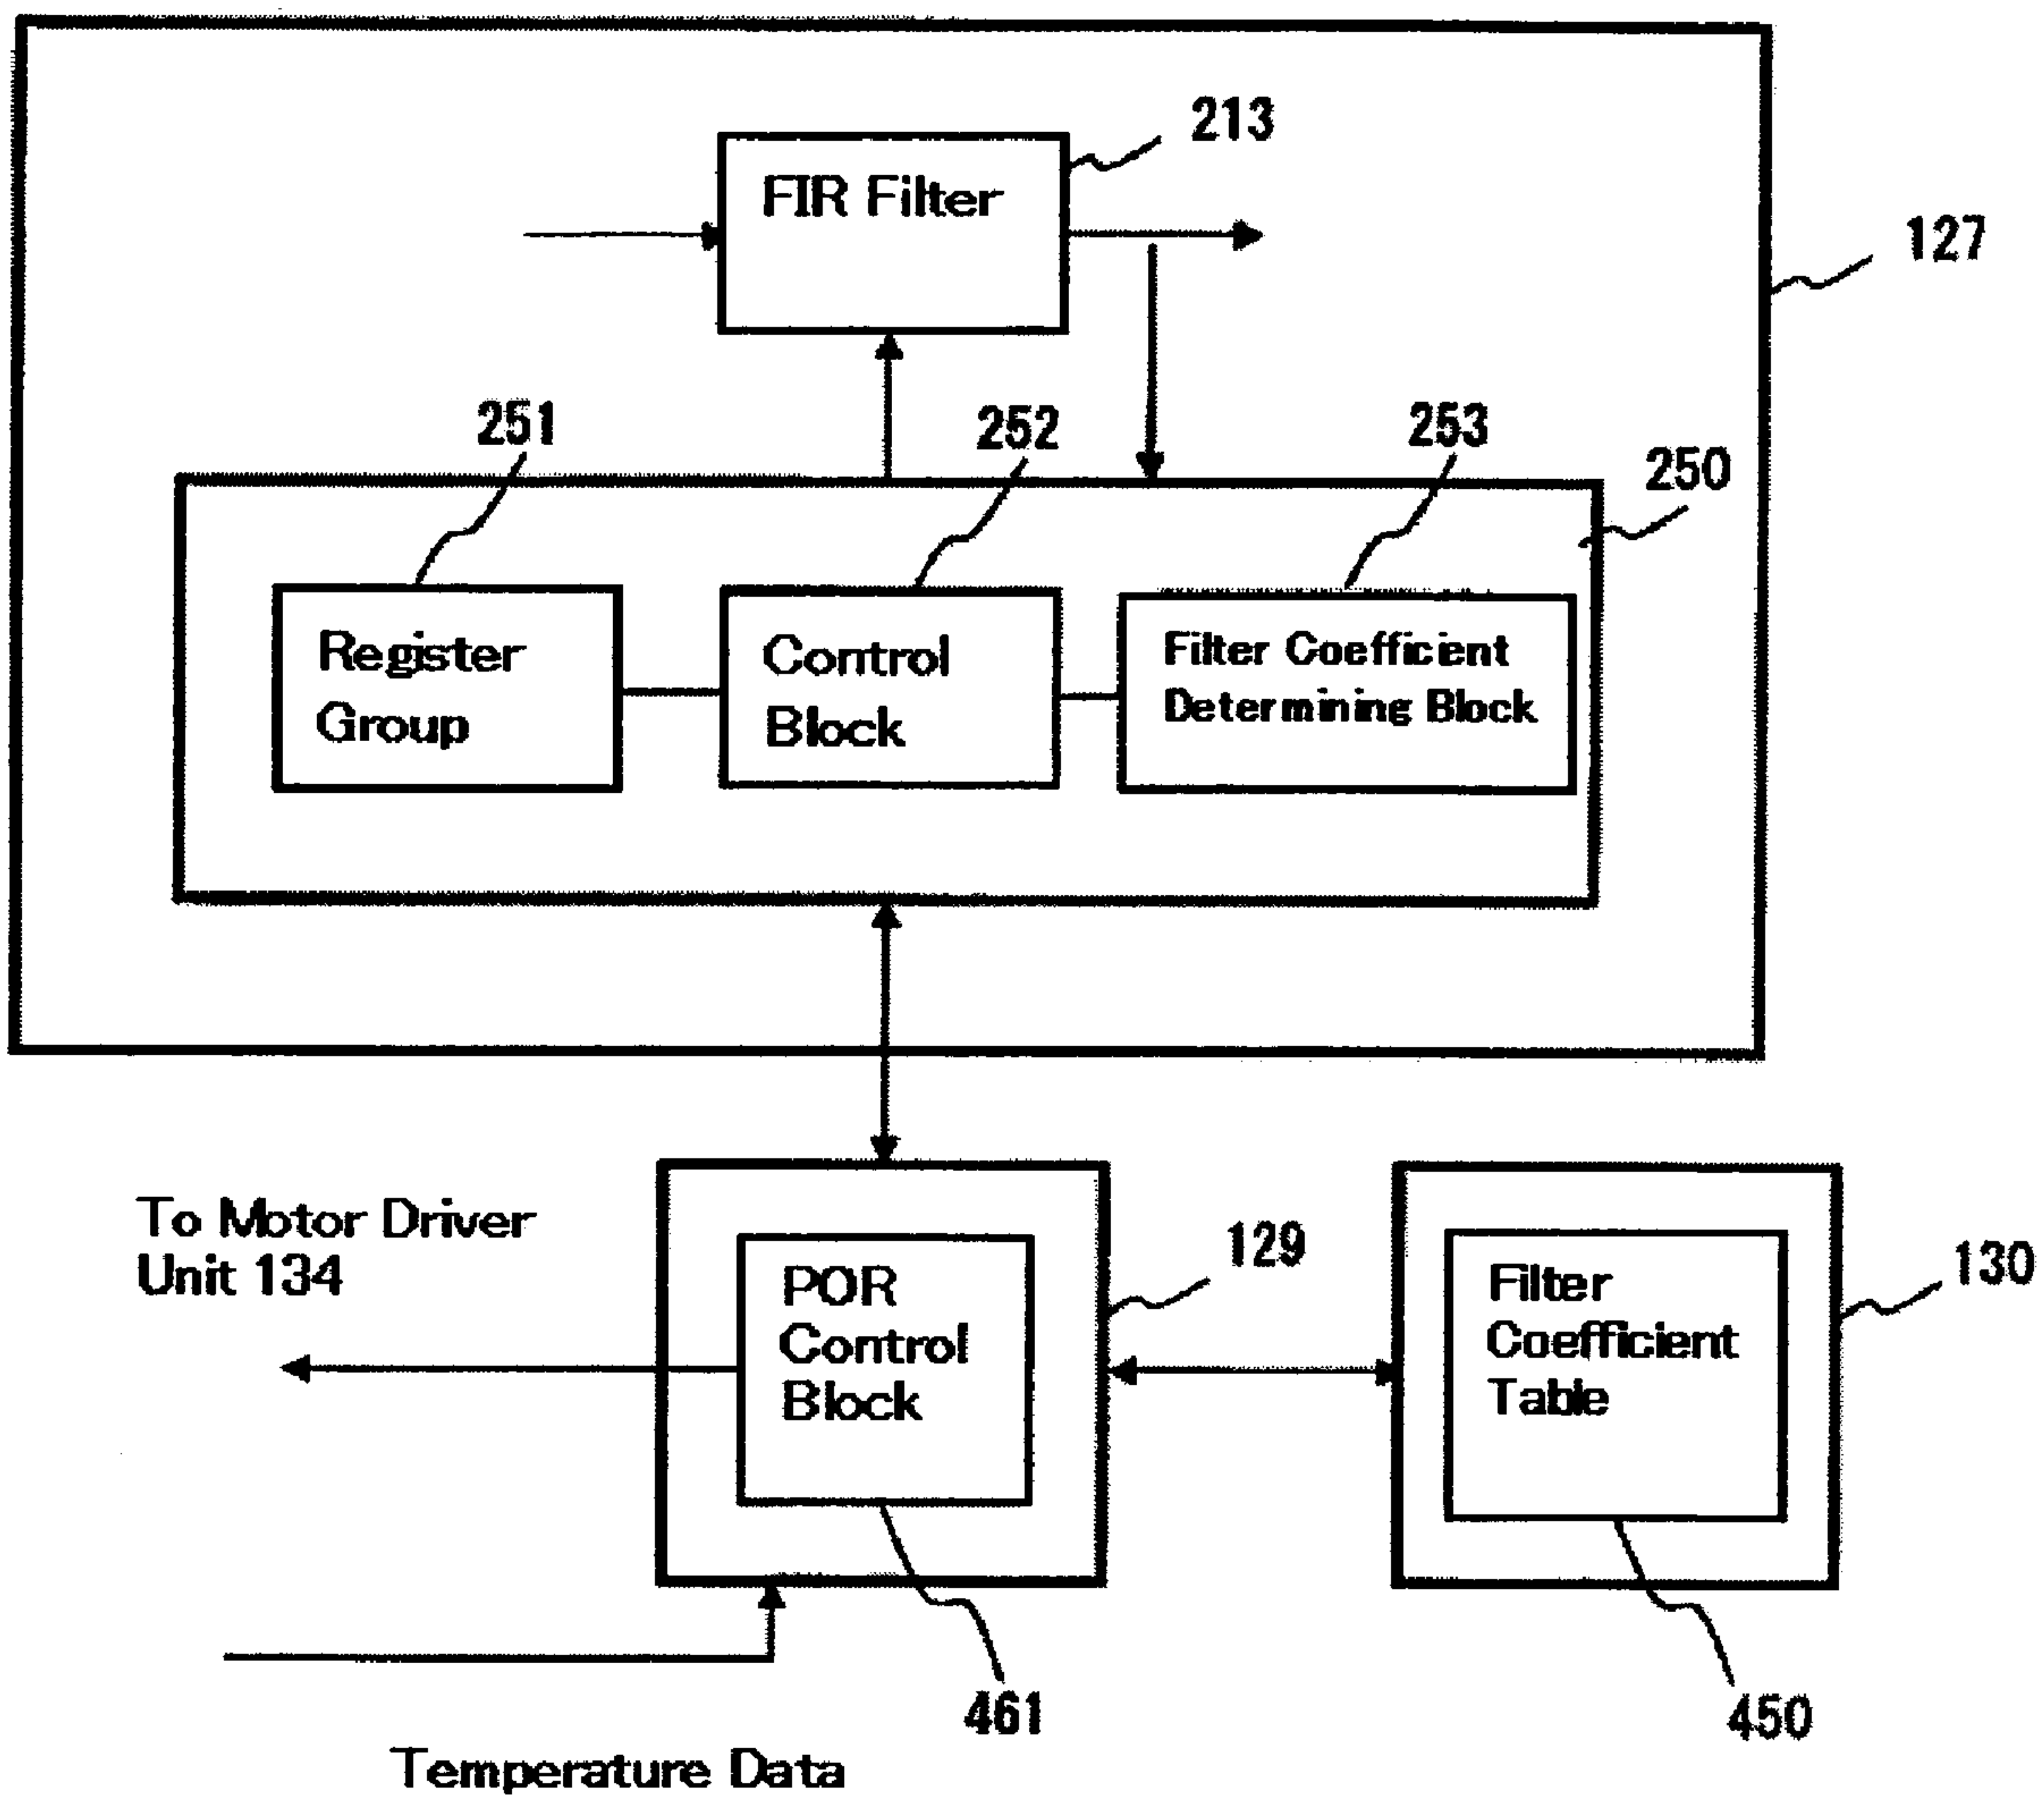 213
FIR Filter
127
251
252
253
250
Register
Group
Control
Block
Filter Coefficient
Determining Block
To Motor Driver
Unit 134
129
130
POR
Control
Block
Filter
Coefficient
Table
461
450
Temperature Data